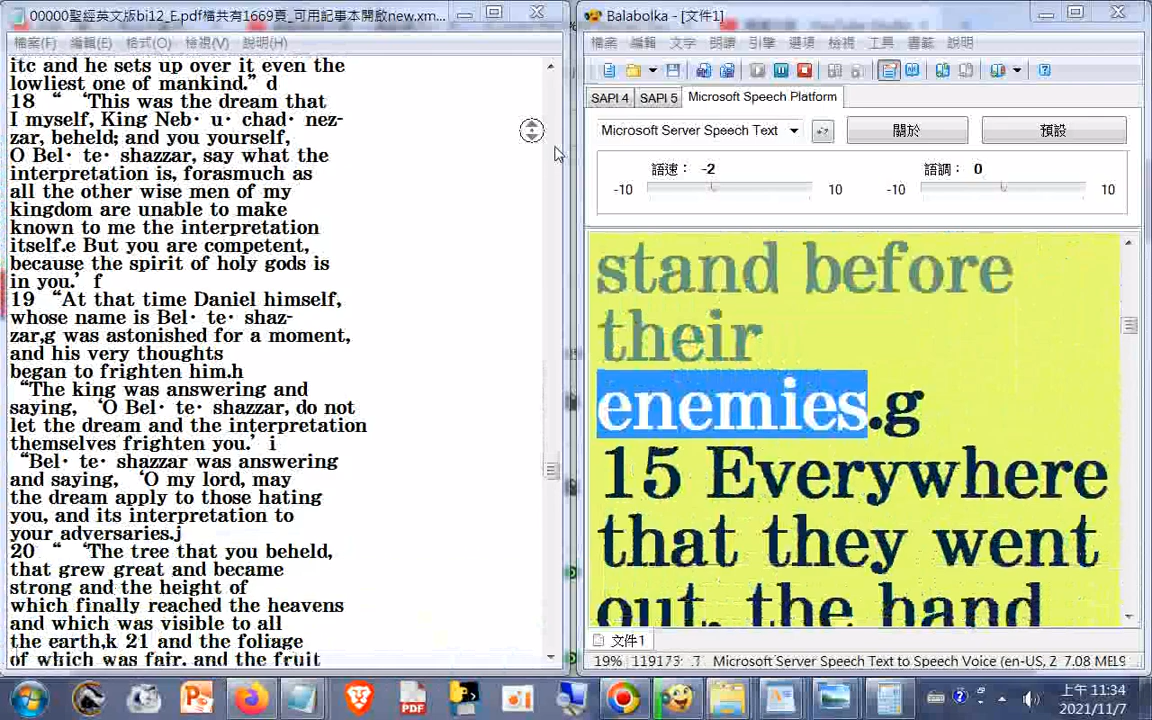 00000聖經英文版bi12_E.pdf檔共有1669頁_可用記事本開啟new.xm...
檔案(F) 編輯(E) 格式(O) 檢視(V) 說明(H)
itc and he sets up over it even the
lowliest one of mankind.” d
18 “ ‘This was the dream that
I myself, King Neb· u· chad· nez-
zar, beheld; and you yourself,
O Bel· te· shazzar, say what the
interpretation is, forasmuch as
all the other wise men of my
kingdom are unable to make
known to me the interpretation
itself.e But you are competent,
because the spirit of holy gods is
in you.’ f
19 “At that time Daniel himself,
whose name is Bel· te· shaz-
zar,g was astonished for a moment,
and his very thoughts
began to frighten him.h
“The king was answering and
saying, ‘O Bel· te· shazzar, do not
let the dream and the interpretation
themselves frighten you.’ i
“Bel· te· shazzar was answering
and saying, ‘O my lord, may
the dream apply to those hating
you, and its interpretation to
your adversaries.j
20 “ ‘The tree that you beheld,
that grew great and became
strong and the height of
which finally reached the heavens
and which was visible to all
the earth,k 21 and the foliage
of which was fair, and the fruit
Balabolka - [文件1]
檔案 編輯 文字 朗讀 引擎 選項 檢視 工具 書籤 說明
SAPI 4 SAPI 5 Microsoft Speech Platform
Microsoft Server Speech Text 關於 預設
語速： -2 語調： 0
-10 10 -10 10
stand before
their
enemies.g
15 Everywhere
that they went
out, the hand
文件1
19% Microsoft Server Speech Text to Speech Voice (en-US, 7.08
上午 11:34
2021/11/7